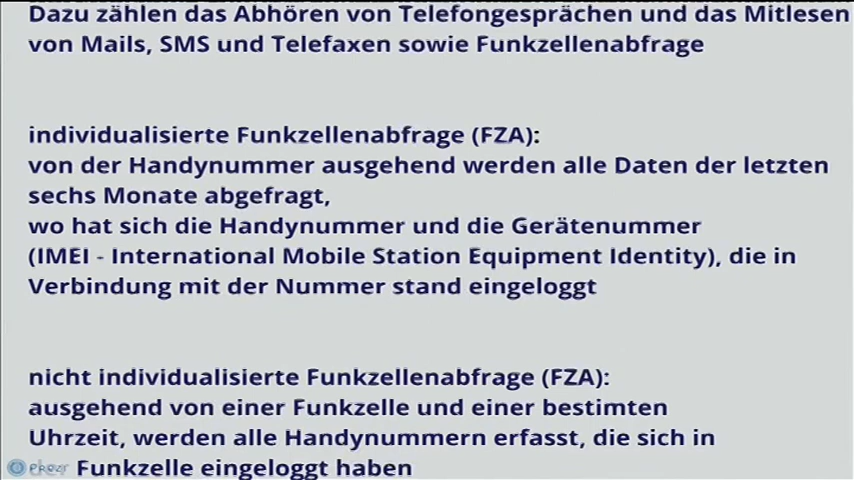 Dazu zählen das Abhören von Telefongesprächen und das Mitlesen
von Mails, SMS und Telefaxen sowie Funkzellenabfrage
individualisierte Funkzellenabfrage (FZA):
von der Handynummer ausgehend werden alle Daten der letzten
sechs Monate abgefragt,
wo hat sich die Handynummer und die Gerätenummer
(IMEI - International Mobile Station Equipment Identity), die in
Verbindung mit der Nummer stand eingeloggt
nicht individualisierte Funkzellenabfrage (FZA):
ausgehend von einer Funkzelle und einer bestimten
Uhrzeit, werden alle Handynummern erfasst, die sich in
der Funkzelle eingeloggt haben